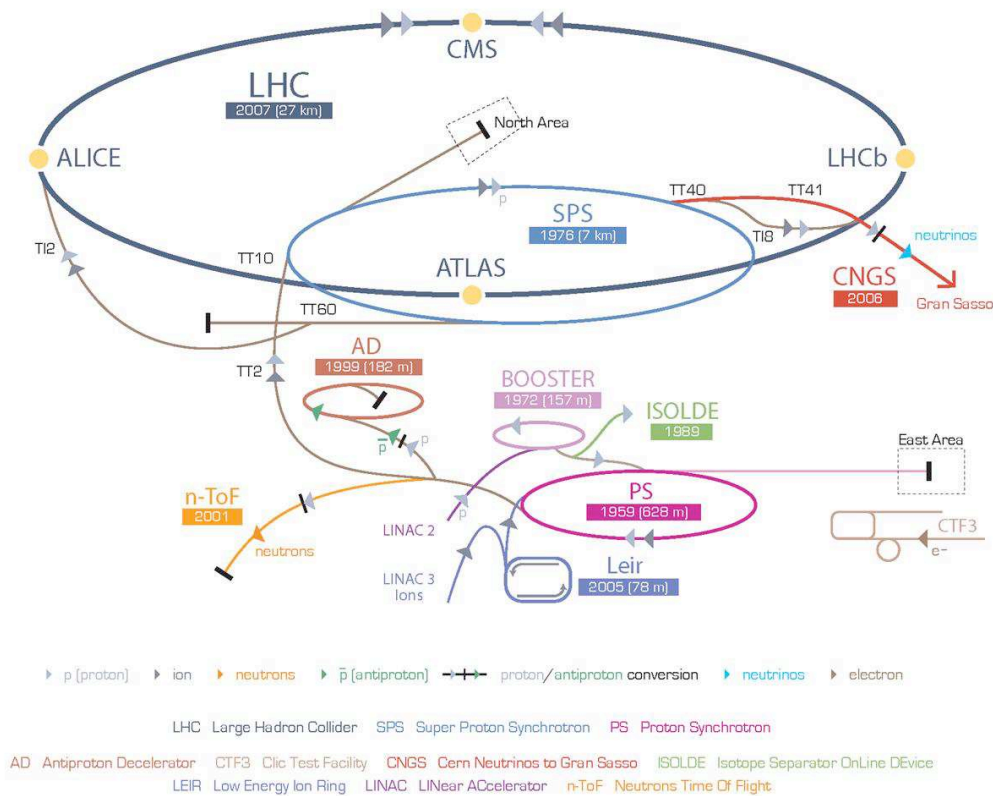 CMS
LHC
2007 (27 km)
North Area
ALICE
LHCb
TT40
TT41
p
SPS
1976 (7 km)
TI8
neutrinos
TI2
TT10
ATLAS
CNGS
2006
Gran Sasso
TT60
AD
1999 (182 m)
TT2
BOOSTER
1972 (157 m)
ISOLDE
1989
p̅
p
East Area
n-ToF
2001
PS
1959 (628 m)
p
LINAC 2
neutrons
CTF3
e-
LINAC 3
Ions
Leir
2005 (78 m)
p (proton) ion neutrons p̅ (antiproton) proton/antiproton conversion neutrinos electron
LHC Large Hadron Collider SPS Super Proton Synchrotron PS Proton Synchrotron
AD Antiproton Decelerator CTF3 Clic Test Facility CNGS Cern Neutrinos to Gran Sasso ISOLDE Isotope Separator OnLine DEvice
LEIR Low Energy Ion Ring LINAC LINear ACcelerator n-ToF Neutrons Time Of Flight